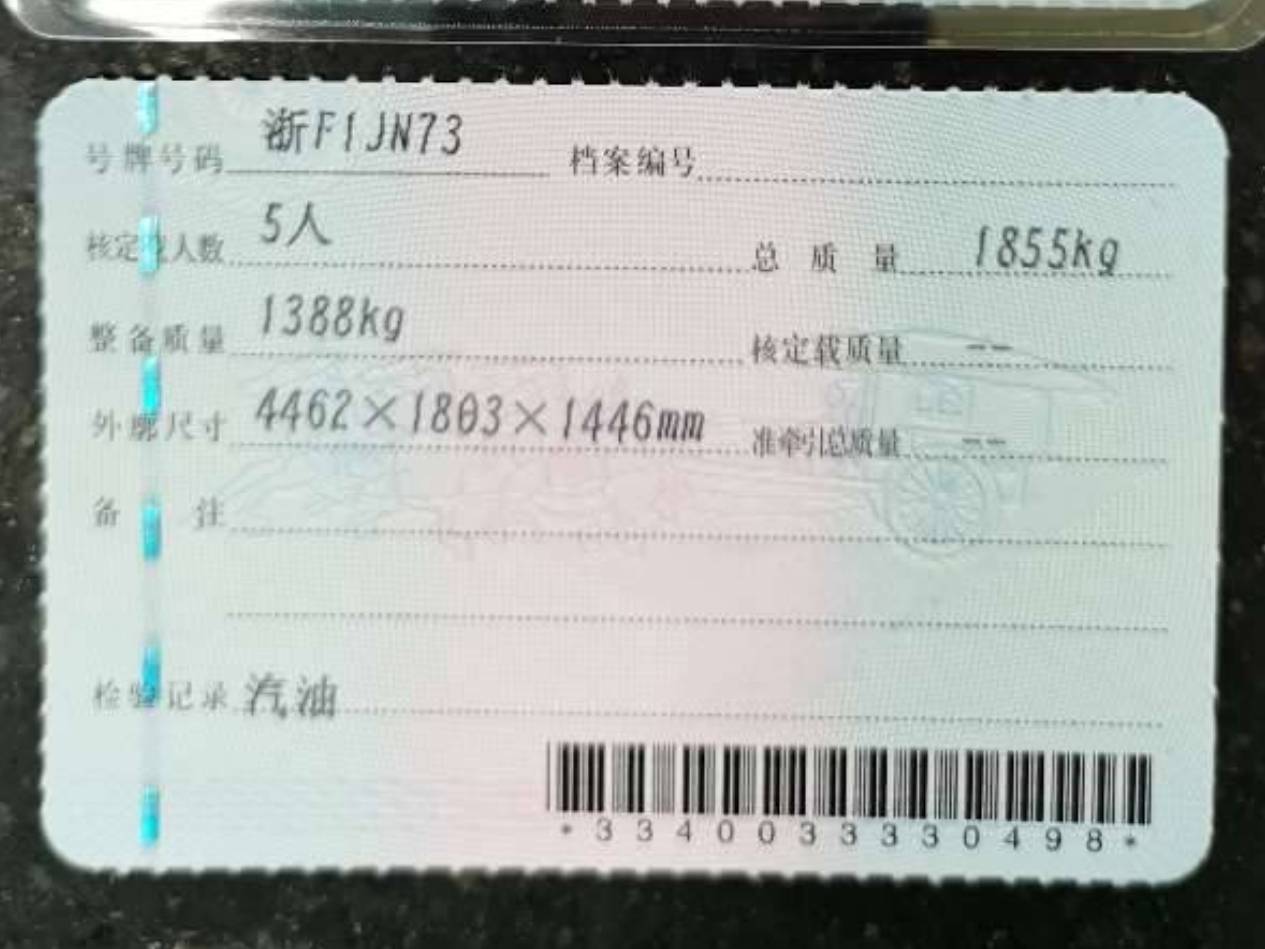 号牌号码 浙F1JN73 档案编号
核定载人数 5人 总质量 1855kg
整备质量 1388kg 核定载质量 --
外廓尺寸 4462×1803×1446mm 准牵引总质量 --
备注
检验记录 汽油
*3340033330498*